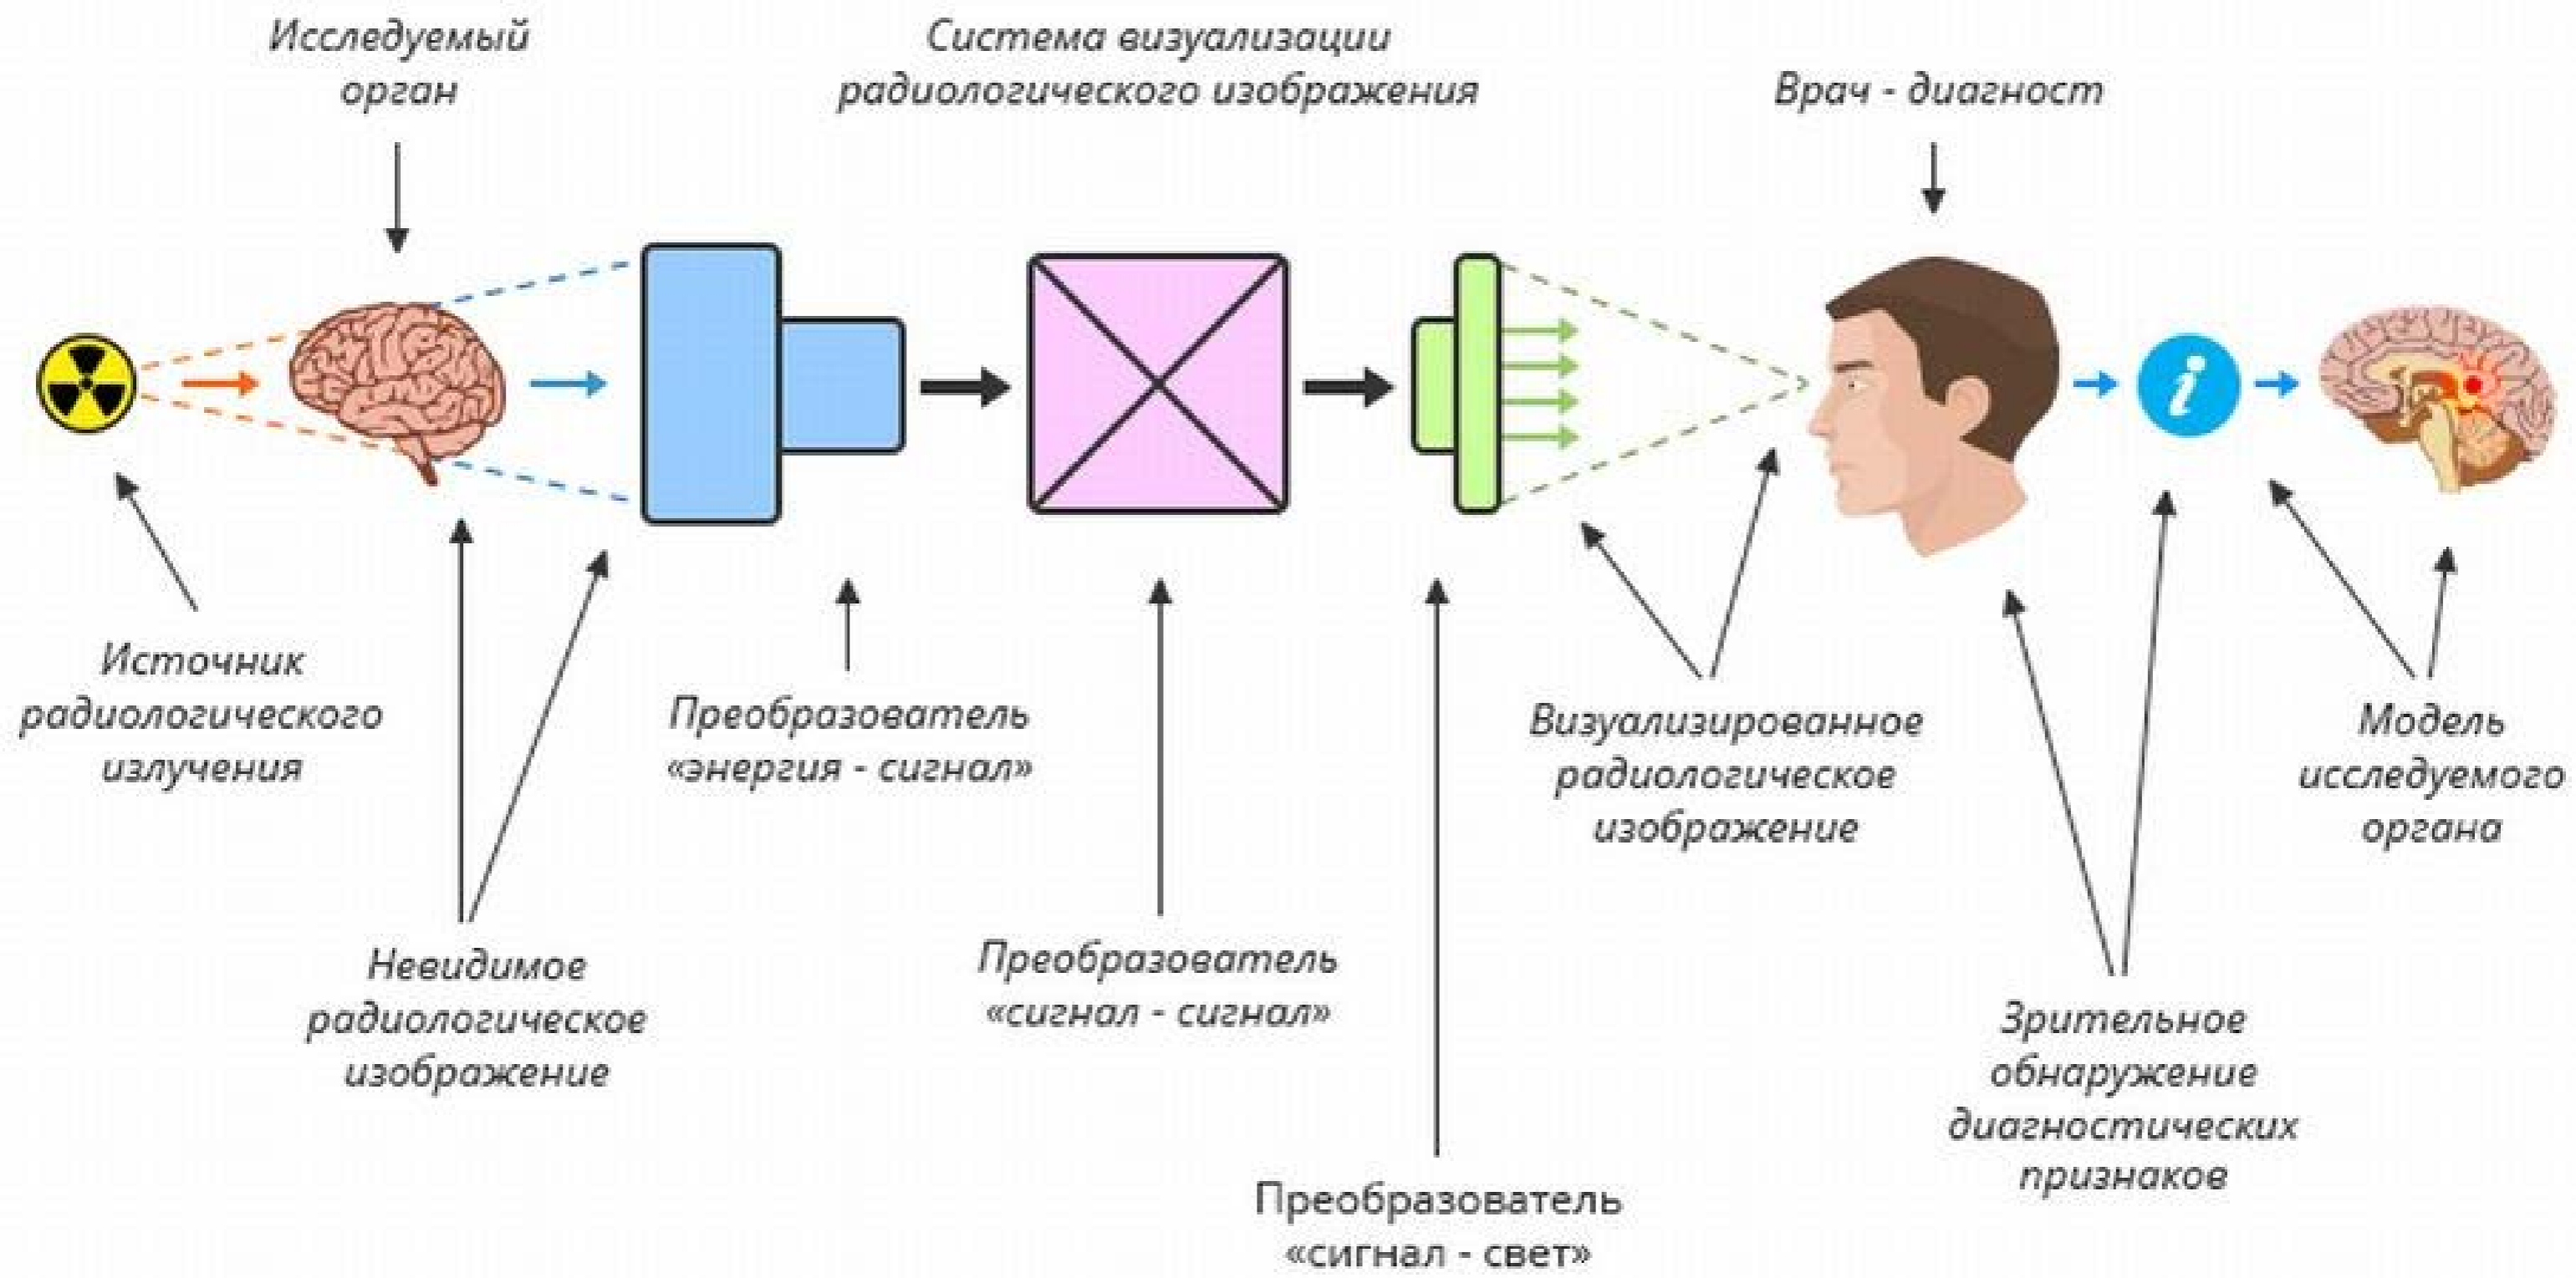 Исследуемый
орган
Система визуализации
радиологического изображения
Врач - диагност
Источник
радиологического
излучения
Невидимое
радиологическое
изображение
Преобразователь
«энергия - сигнал»
Преобразователь
«сигнал - сигнал»
Преобразователь
«сигнал - свет»
Визуализированное
радиологическое
изображение
Зрительное
обнаружение
диагностических
признаков
Модель
исследуемого
органа
i